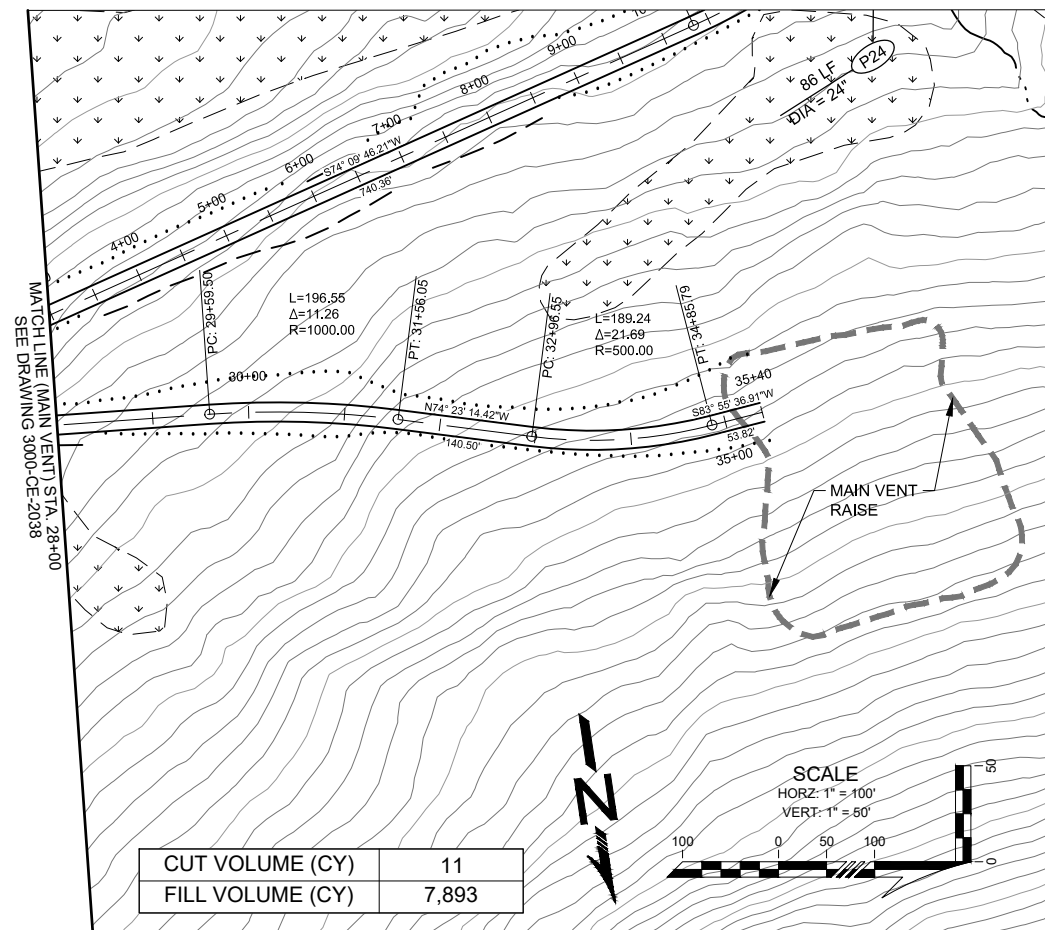 10
9+00
8+00
7+00
6+00
5+00
4+00
S74° 09' 46.21"W
740.36'
P24
86 LF
DIA = 24"
MATCH LINE (MAIN VENT) STA. 28+00
SEE DRAWING 3000-CE-2038
PC: 29+59.50
L=196.55
Δ=11.26
R=1000.00
PT: 31+56.05
PC: 32+96.55
L=189.24
Δ=21.69
R=500.00
PT: 34+85.79
30+00
N74° 23' 14.42"W
140.50'
35+40
S83° 55' 36.91"W
53.82'
35+00
MAIN VENT
RAISE
N
SCALE
HORZ: 1" = 100'
VERT: 1" = 50'
100 0 50 100
50
0
CUT VOLUME (CY) 11
FILL VOLUME (CY) 7,893